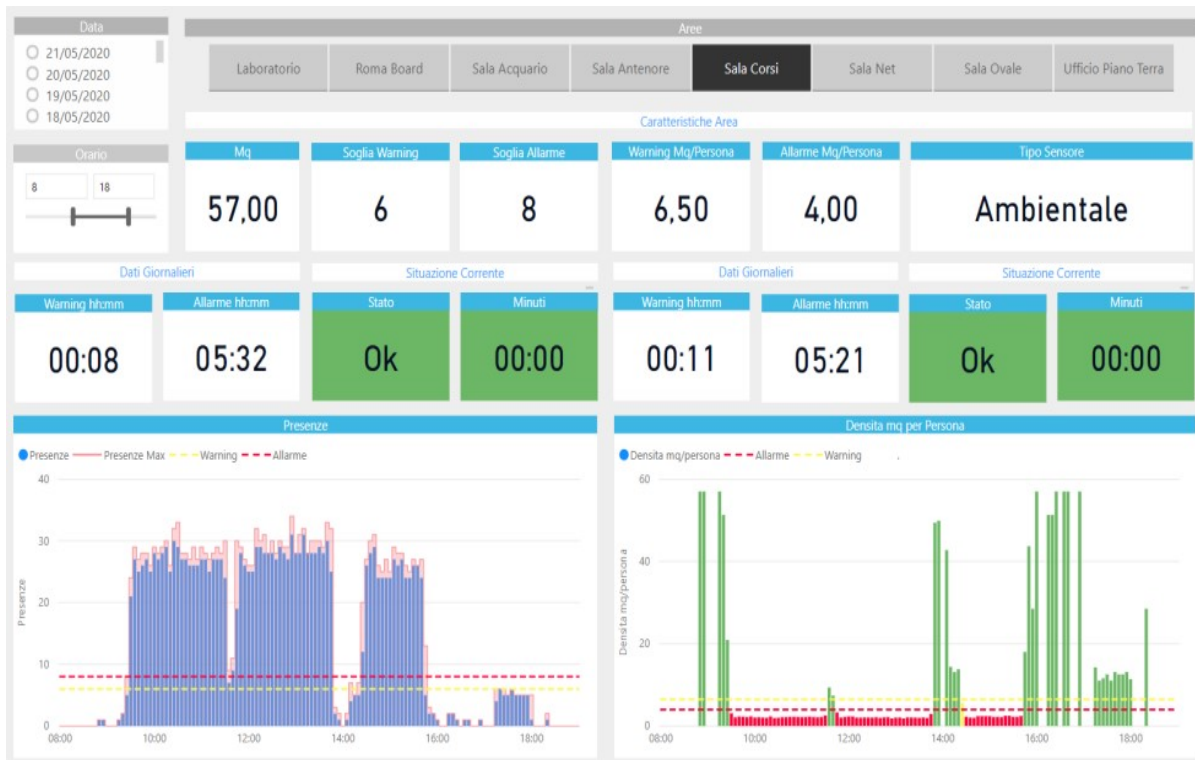 Data
21/05/2020
20/05/2020
19/05/2020
18/05/2020
Aree
Laboratorio Roma Board Sala Acquario Sala Antenore Sala Corsi Sala Net Sala Ovale Ufficio Piano Terra
Caratteristiche Area
Orario
8 18
Mq Soglia Warning Soglia Allarme Warning Mq/Persona Allarme Mq/Persona Tipo Sensore
57,00 6 8 6,50 4,00 Ambientale
Dati Giornalieri Situazione Corrente Dati Giornalieri Situazione Corrente
Warning hh:mm Allarme hh:mm Stato Minuti Warning hh:mm Allarme hh:mm Stato Minuti
00:08 05:32 Ok 00:00 00:11 05:21 Ok 00:00
Presenze
Presenze Presenze Max Warning Allarme
40
30
20
10
0
Presenze
08:00 10:00 12:00 14:00 16:00 18:00
Densita mq per Persona
Densita mq/persona Allarme Warning .
60
40
20
0
Densita mq/persona
08:00 10:00 12:00 14:00 16:00 18:00